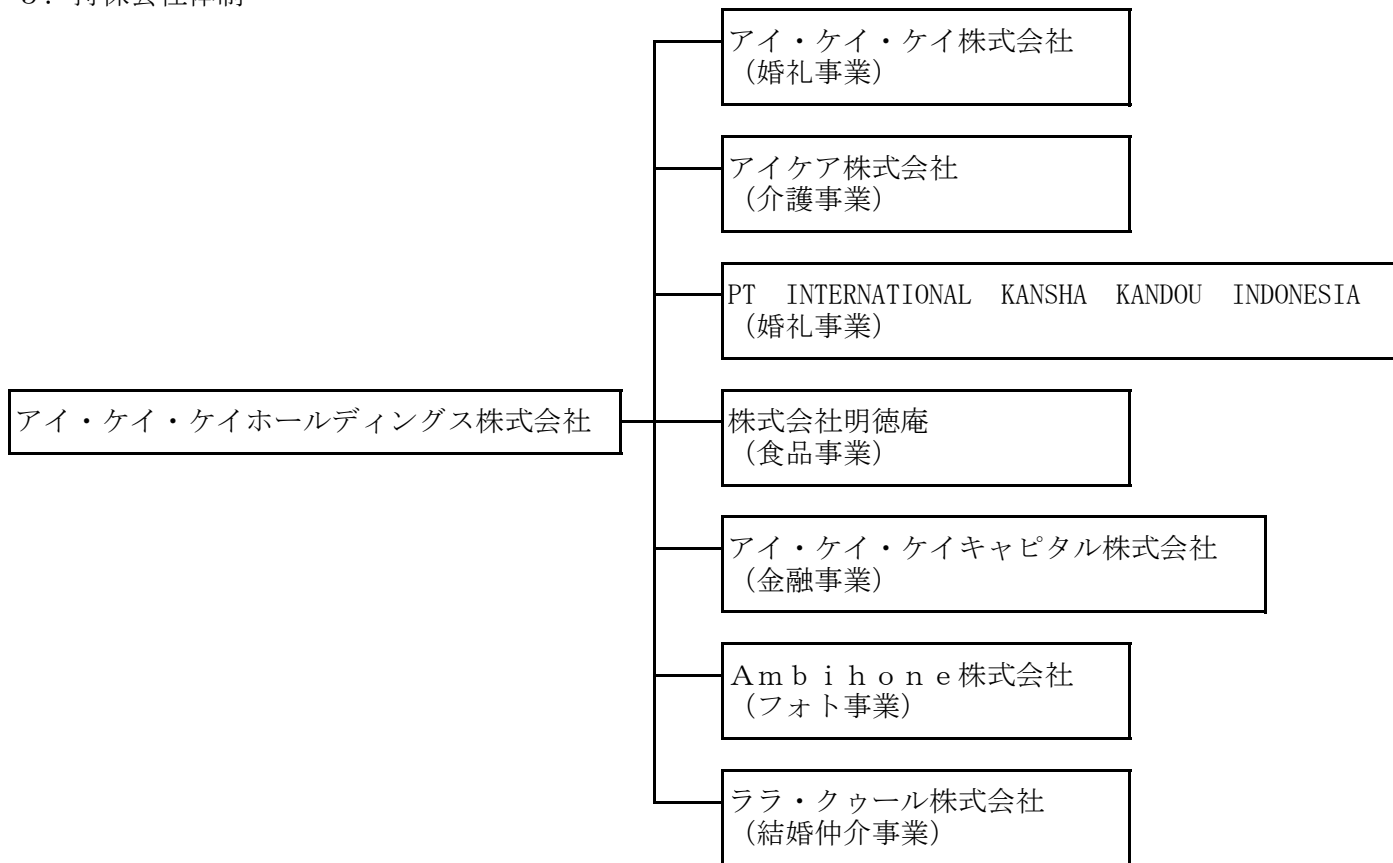 アイ・ケイ・ケイ株式会社
（婚礼事業）
アイケア株式会社
（介護事業）
PT INTERNATIONAL KANSHA KANDOU INDONESIA
（婚礼事業）
アイ・ケイ・ケイホールディングス株式会社
株式会社明徳庵
（食品事業）
アイ・ケイ・ケイキャピタル株式会社
（金融事業）
Ａｍｂｉｈｏｎｅ株式会社
（フォト事業）
ララ・クゥール株式会社
（結婚仲介事業）